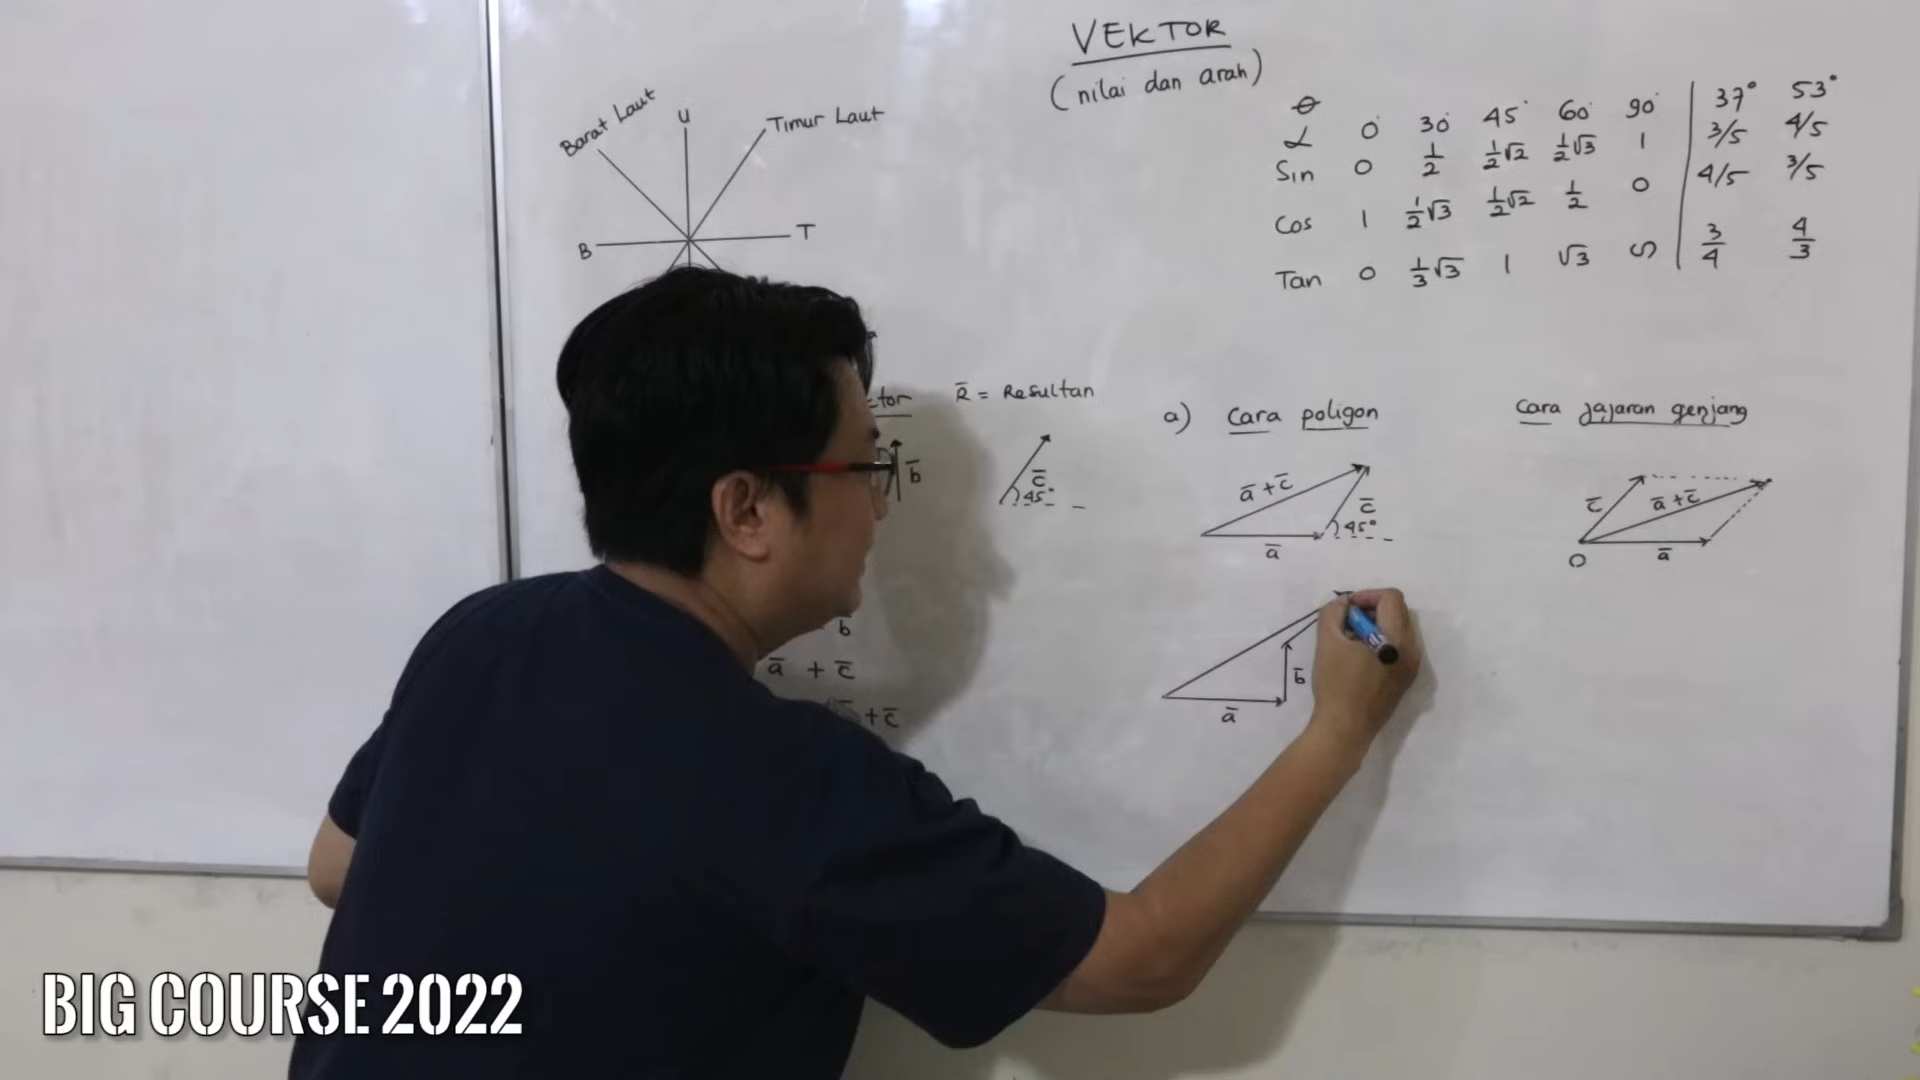 VEKTOR
(nilai dan arah)
Barat Laut
U
Timur Laut
B
T
θ
α 0° 30° 45° 60° 90° 37° 53°
Sin 0 1/2 1/2√2 1/2√3 1 3/5 4/5
Cos 1 1/2√3 1/2√2 1/2 0 4/5 3/5
Tan 0 1/3√3 1 √3 ᔕ 3/4 4/3
R̄ = Resultan
b̄
c̄
45°
a) Cara poligon
ā + c̄
c̄
45°
ā
Cara jajaran genjang
c̄
ā + c̄
O
ā
b̄
ā + c̄
+ c̄
b̄
ā
BIG COURSE 2022